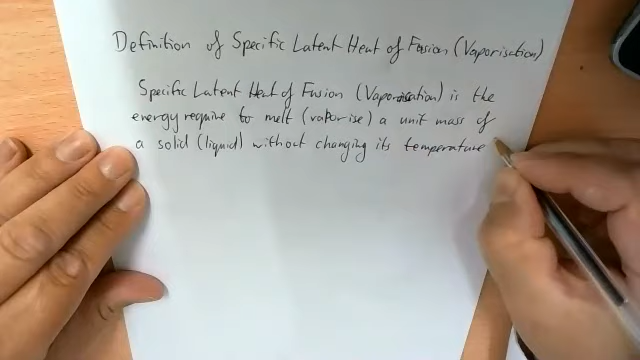 Definition of Specific Latent Heat of Fusion (Vaporisation)
Specific Latent Heat of Fusion (Vaporisation) is the
energy require to melt (vaporise) a unit mass of
a solid (liquid) without changing its temperature